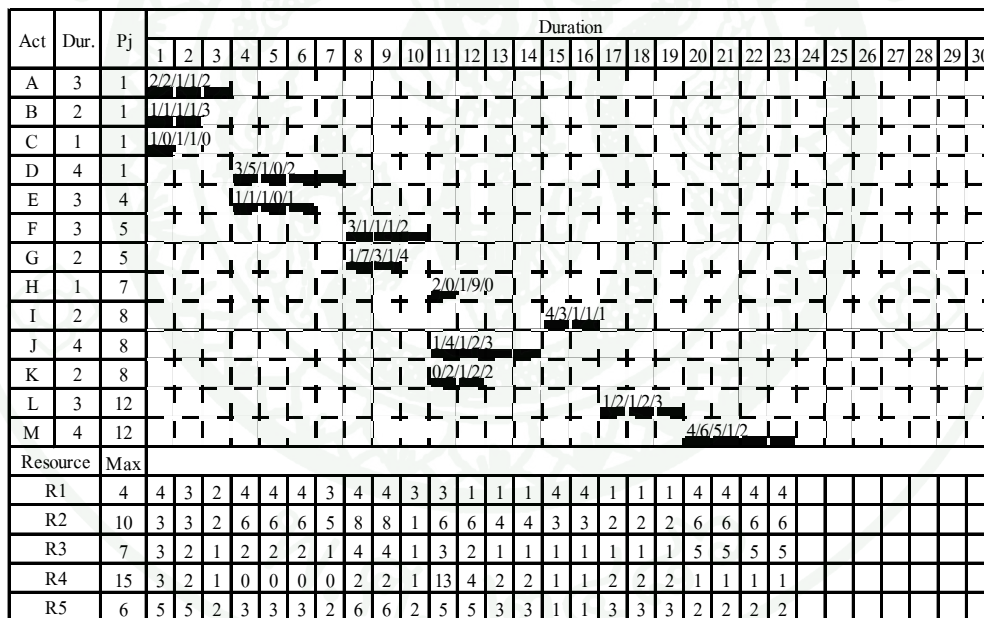 Act Dur. Pj Duration
1 2 3 4 5 6 7 8 9 10 11 12 13 14 15 16 17 18 19 20 21 22 23 24 25 26 27 28 29 30
A 3 1 2/2/1/1/2
B 2 1 1/1/1/1/3
C 1 1 1/0/1/1/0
D 4 1 3/5/1/0/2
E 3 4 1/1/1/0/1
F 3 5 3/1/1/1/2
G 2 5 1/7/3/1/4
H 1 7 2/0/1/9/0
I 2 8 4/3/1/1/1
J 4 8 1/4/1/2/3
K 2 8 0/2/1/2/2
L 3 12 1/2/1/2/3
M 4 12 4/6/5/1/2
Resource Max
R1 4 4 3 2 4 4 4 3 4 4 3 3 1 1 1 4 4 1 1 1 4 4 4 4
R2 10 3 3 2 6 6 6 5 8 8 1 6 6 4 4 3 3 2 2 2 6 6 6 6
R3 7 3 2 1 2 2 2 1 4 4 1 3 2 1 1 1 1 1 1 1 5 5 5 5
R4 15 3 2 1 0 0 0 0 2 2 1 13 4 2 2 1 1 2 2 2 1 1 1 1
R5 6 5 5 2 3 3 3 2 6 6 2 5 5 3 3 1 1 3 3 3 2 2 2 2